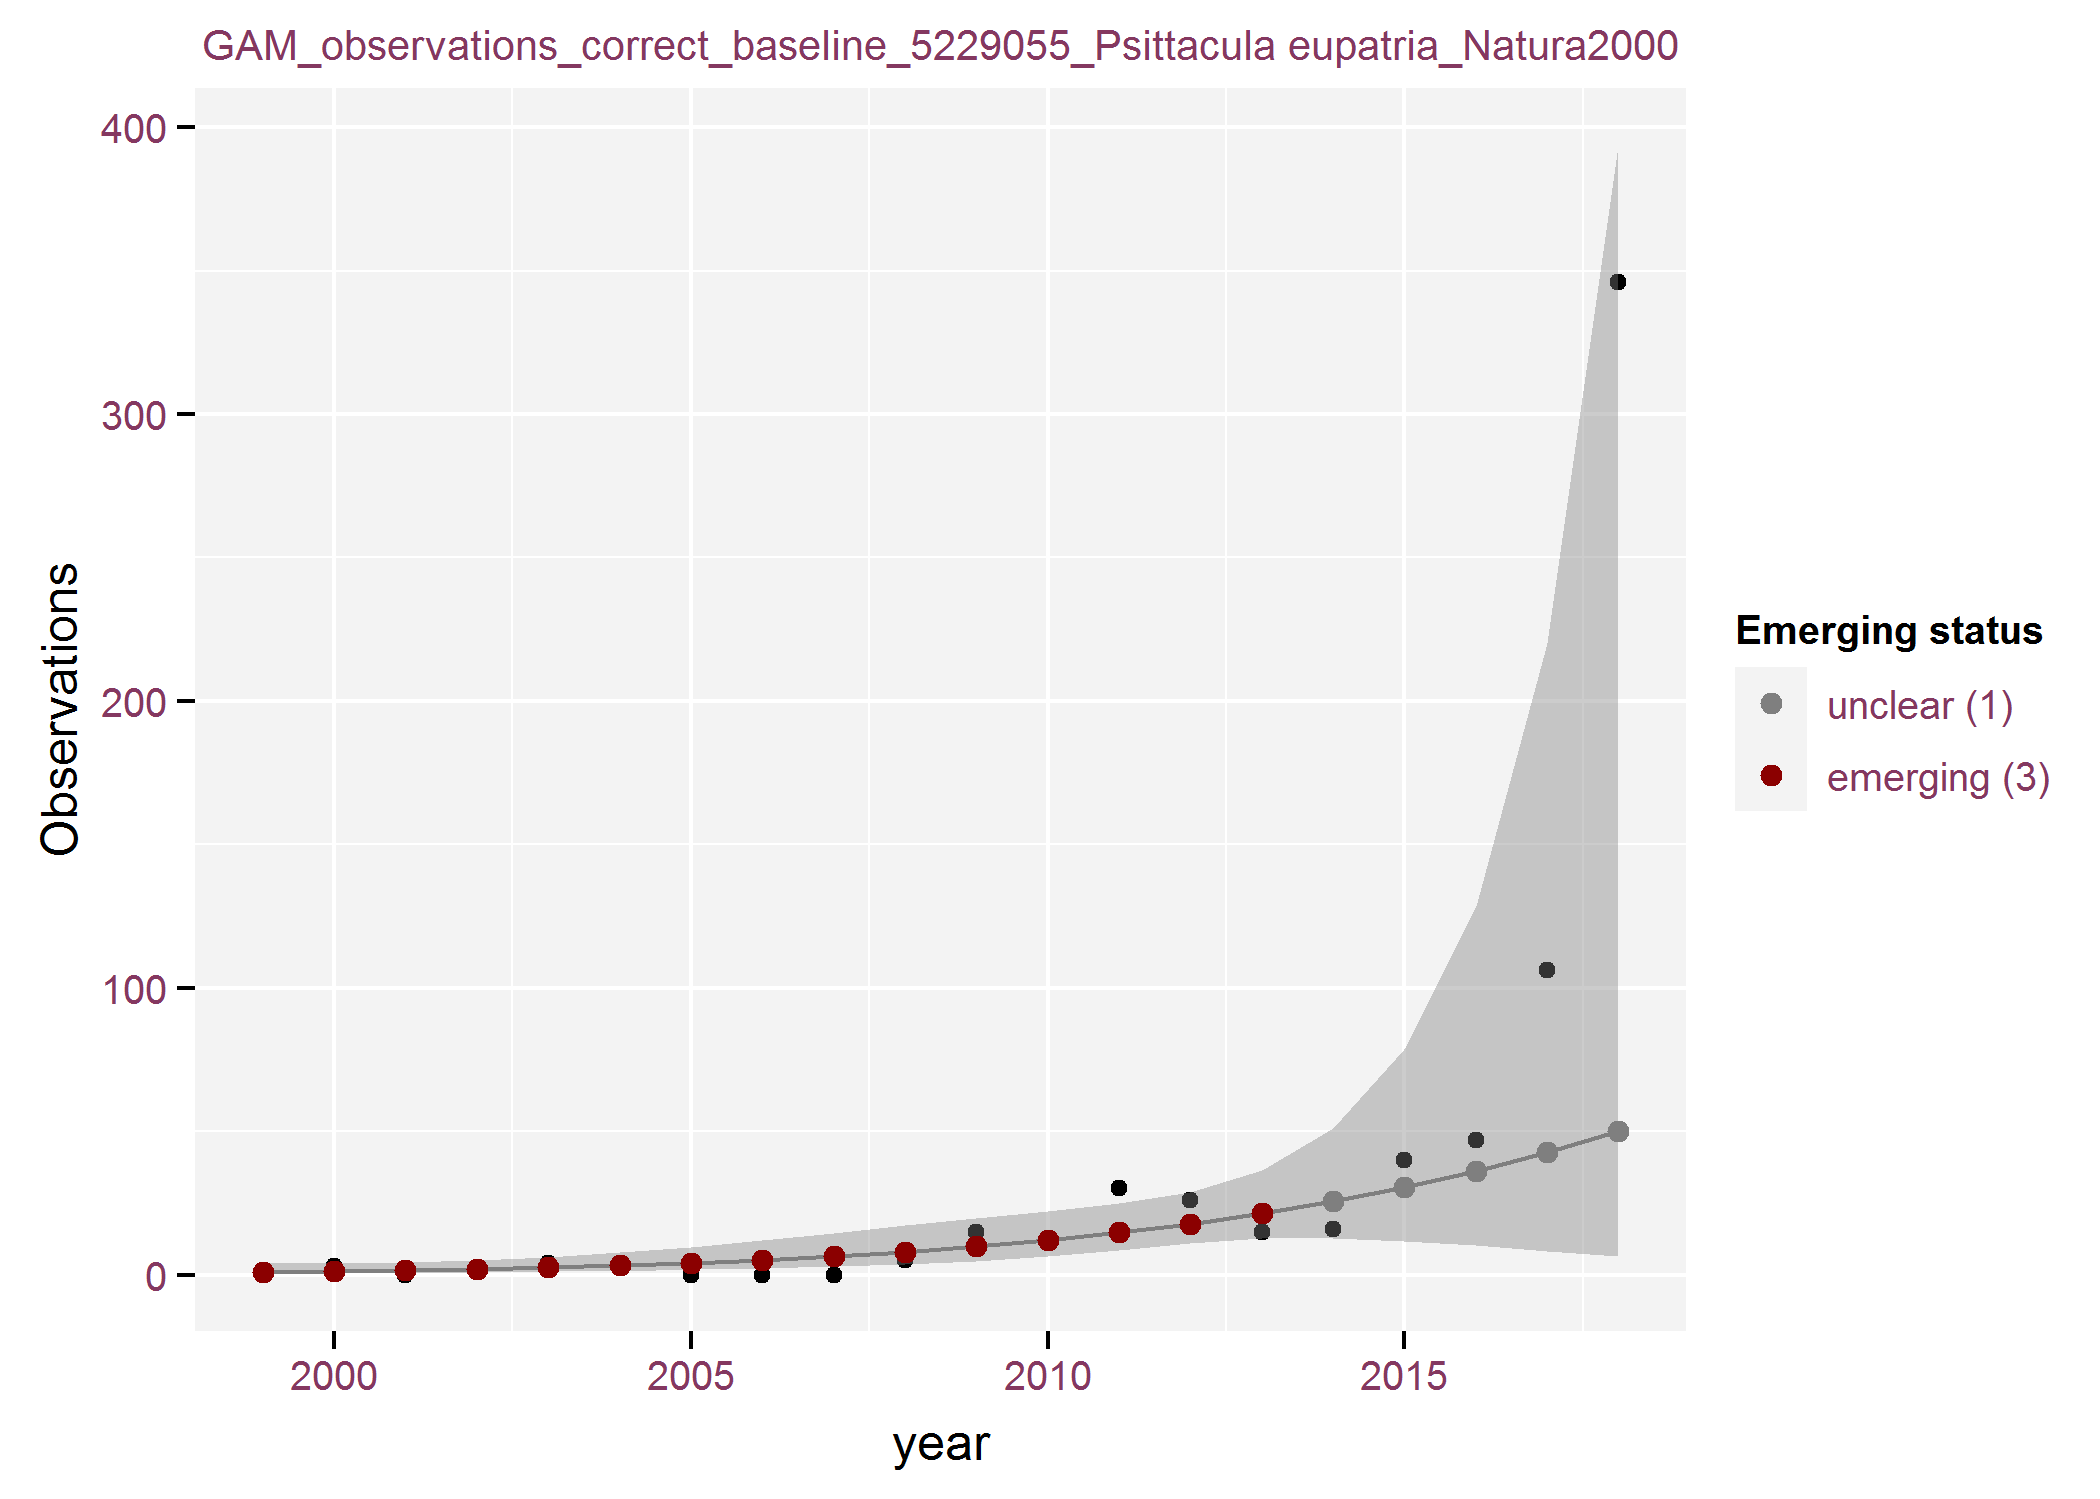 GAM_observations_correct_baseline_5229055_Psittacula eupatria_Natura2000
400
300
200
100
0
Observations
2000 2005 2010 2015
year
Emerging status
unclear (1)
emerging (3)